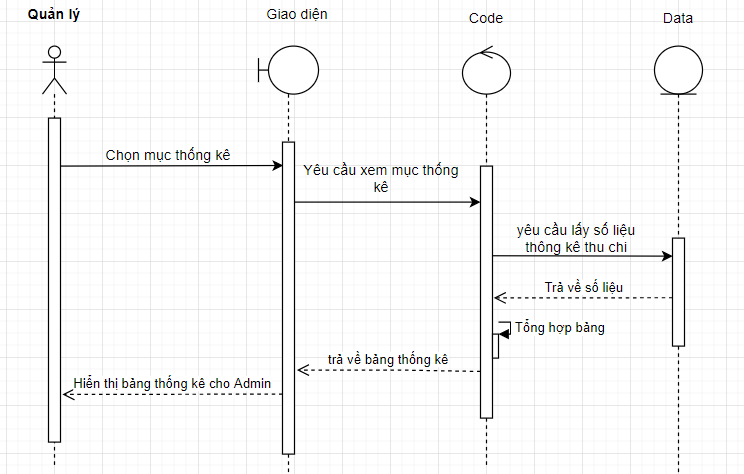 Quản lý
Giao diện
Code
Data
Chọn mục thống kê
Yêu cầu xem mục thống
kê
yêu cầu lấy số liệu
thông kê thu chi
Trả về số liệu
Tổng hợp bảng
trả về bảng thống kê
Hiển thị bảng thống kê cho Admin